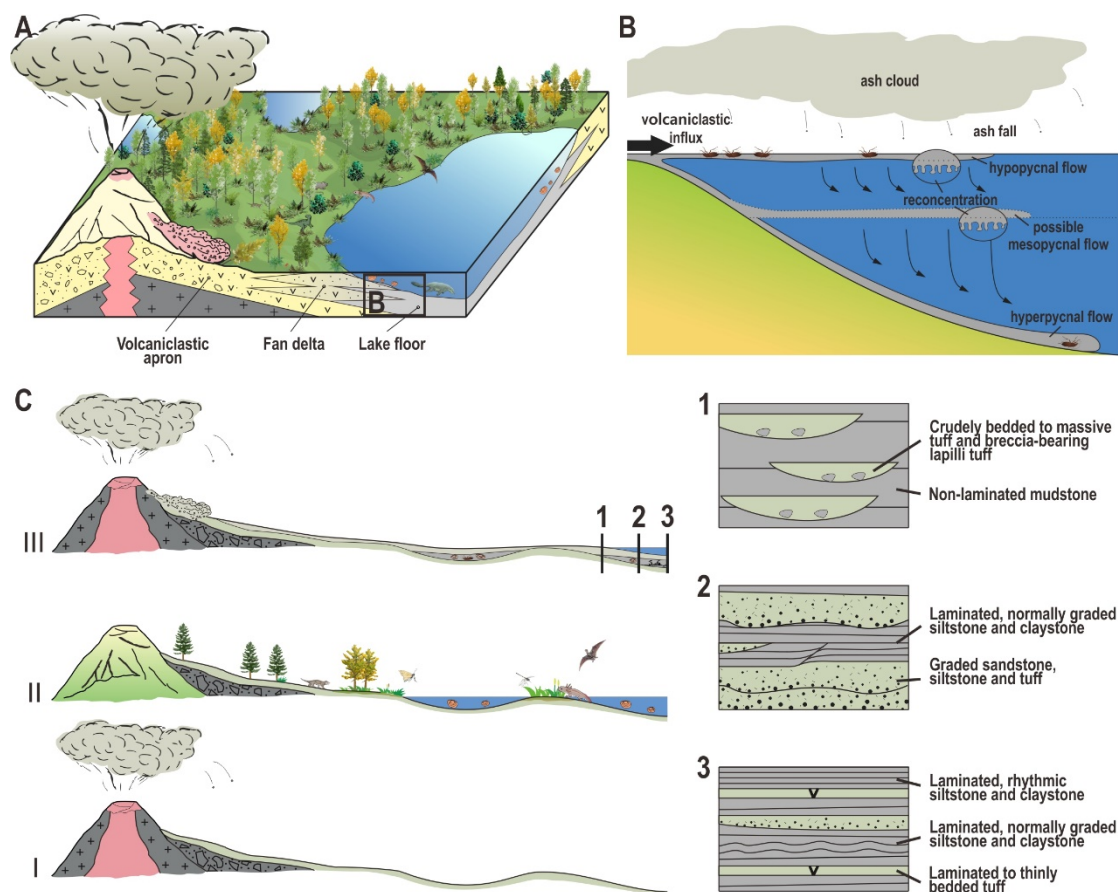 A
B
Volcaniclastic
apron
Fan delta
Lake floor
B
ash cloud
volcaniclastic
influx
ash fall
hypopycnal flow
reconcentration
possible
mesopycnal flow
hyperpycnal flow
C
III
1
2
3
II
I
1
Crudely bedded to massive
tuff and breccia-bearing
lapilli tuff
Non-laminated mudstone
2
Laminated, normally graded
siltstone and claystone
Graded sandstone,
siltstone and tuff
3
Laminated, rhythmic
siltstone and claystone
Laminated, normally graded
siltstone and claystone
Laminated to thinly
bedded tuff